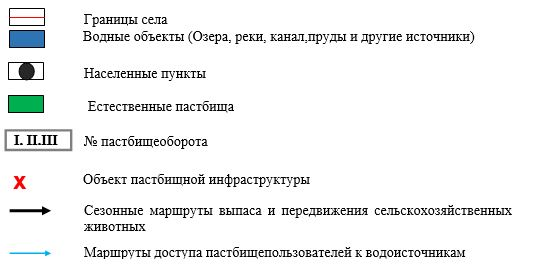 Границы села
Водные объекты (Озера, реки, канал,пруды и другие источники)
Населенные пункты
Естественные пастбища
I. II.III № пастбищеоборота
X Объект пастбищной инфраструктуры
Сезонные маршруты выпаса и передвижения сельскохозяйственных
животных
Маршруты доступа пастбищепользователей к водоисточникам